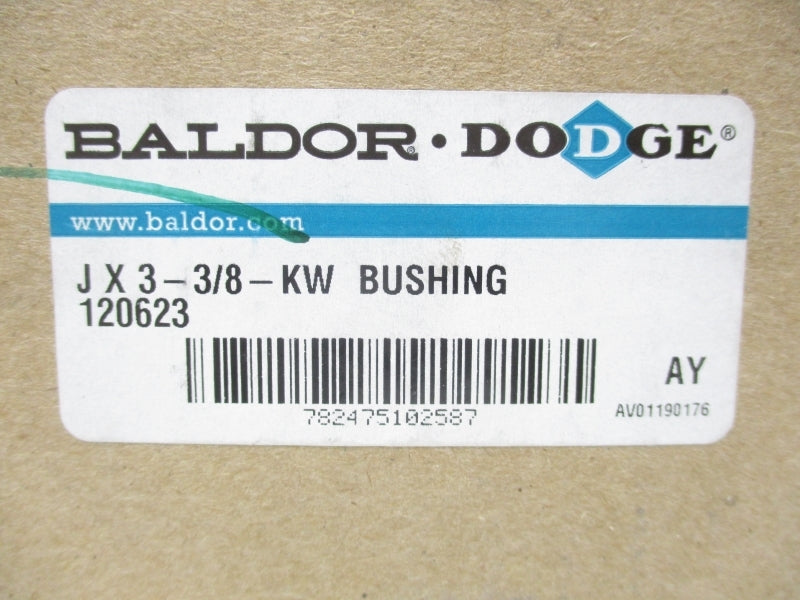 BALDOR® • DODGE®
www.baldor.com
J X 3 – 3/8 – KW BUSHING
120623
782475102587
AY
AV01190176